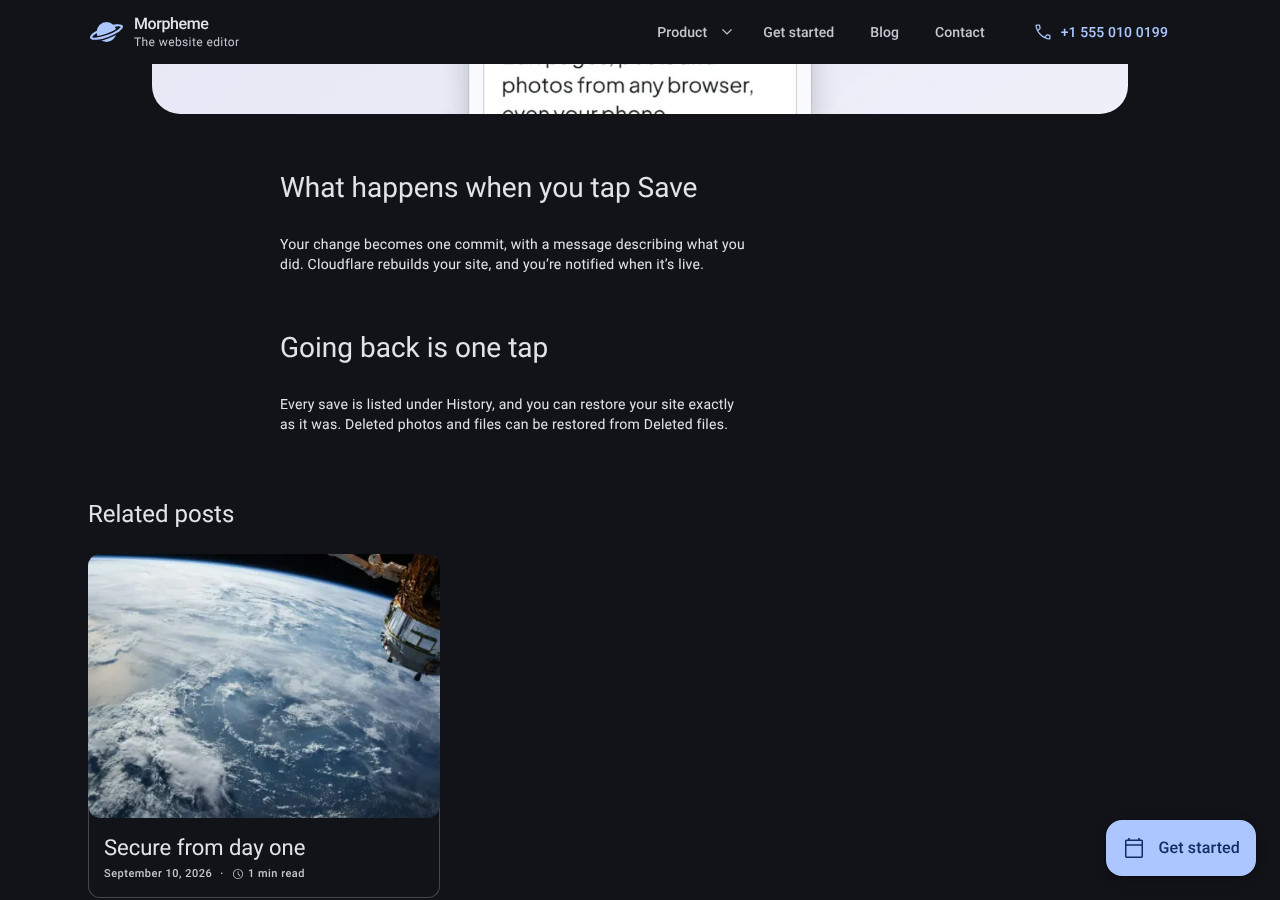 Morpheme
The website editor
Product
Get started
Blog
Contact
+1 555 010 0199
photos from any browser,
even your phone
What happens when you tap Save
Your change becomes one commit, with a message describing what you
did. Cloudflare rebuilds your site, and you’re notified when it’s live.
Going back is one tap
Every save is listed under History, and you can restore your site exactly
as it was. Deleted photos and files can be restored from Deleted files.
Related posts
Secure from day one
September 10, 2026 · 1 min read
Get started